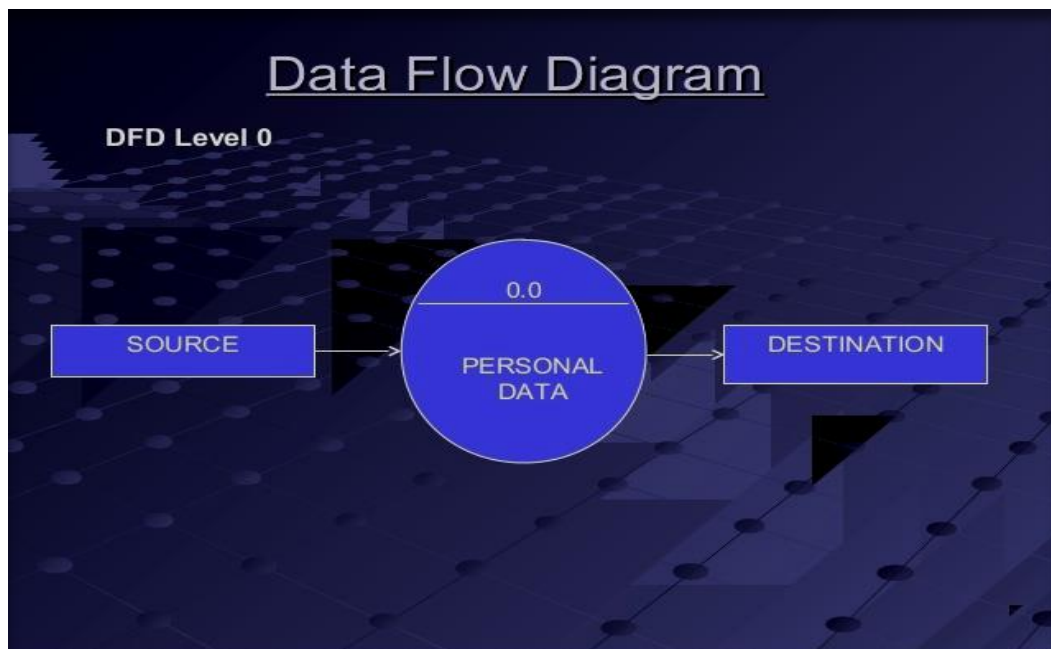 Data Flow Diagram
DFD Level 0
SOURCE
0.0
PERSONAL
DATA
DESTINATION